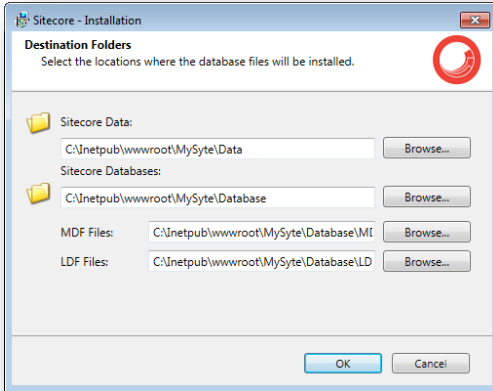 Sitecore - Installation
Destination Folders
Select the locations where the database files will be installed.
Sitecore Data:
C:\Inetpub\wwwroot\MySyte\Data Browse...
Sitecore Databases:
C:\Inetpub\wwwroot\MySyte\Database Browse...
MDF Files: C:\Inetpub\wwwroot\MySyte\Database\MD Browse...
LDF Files: C:\Inetpub\wwwroot\MySyte\Database\LD Browse...
OK Cancel